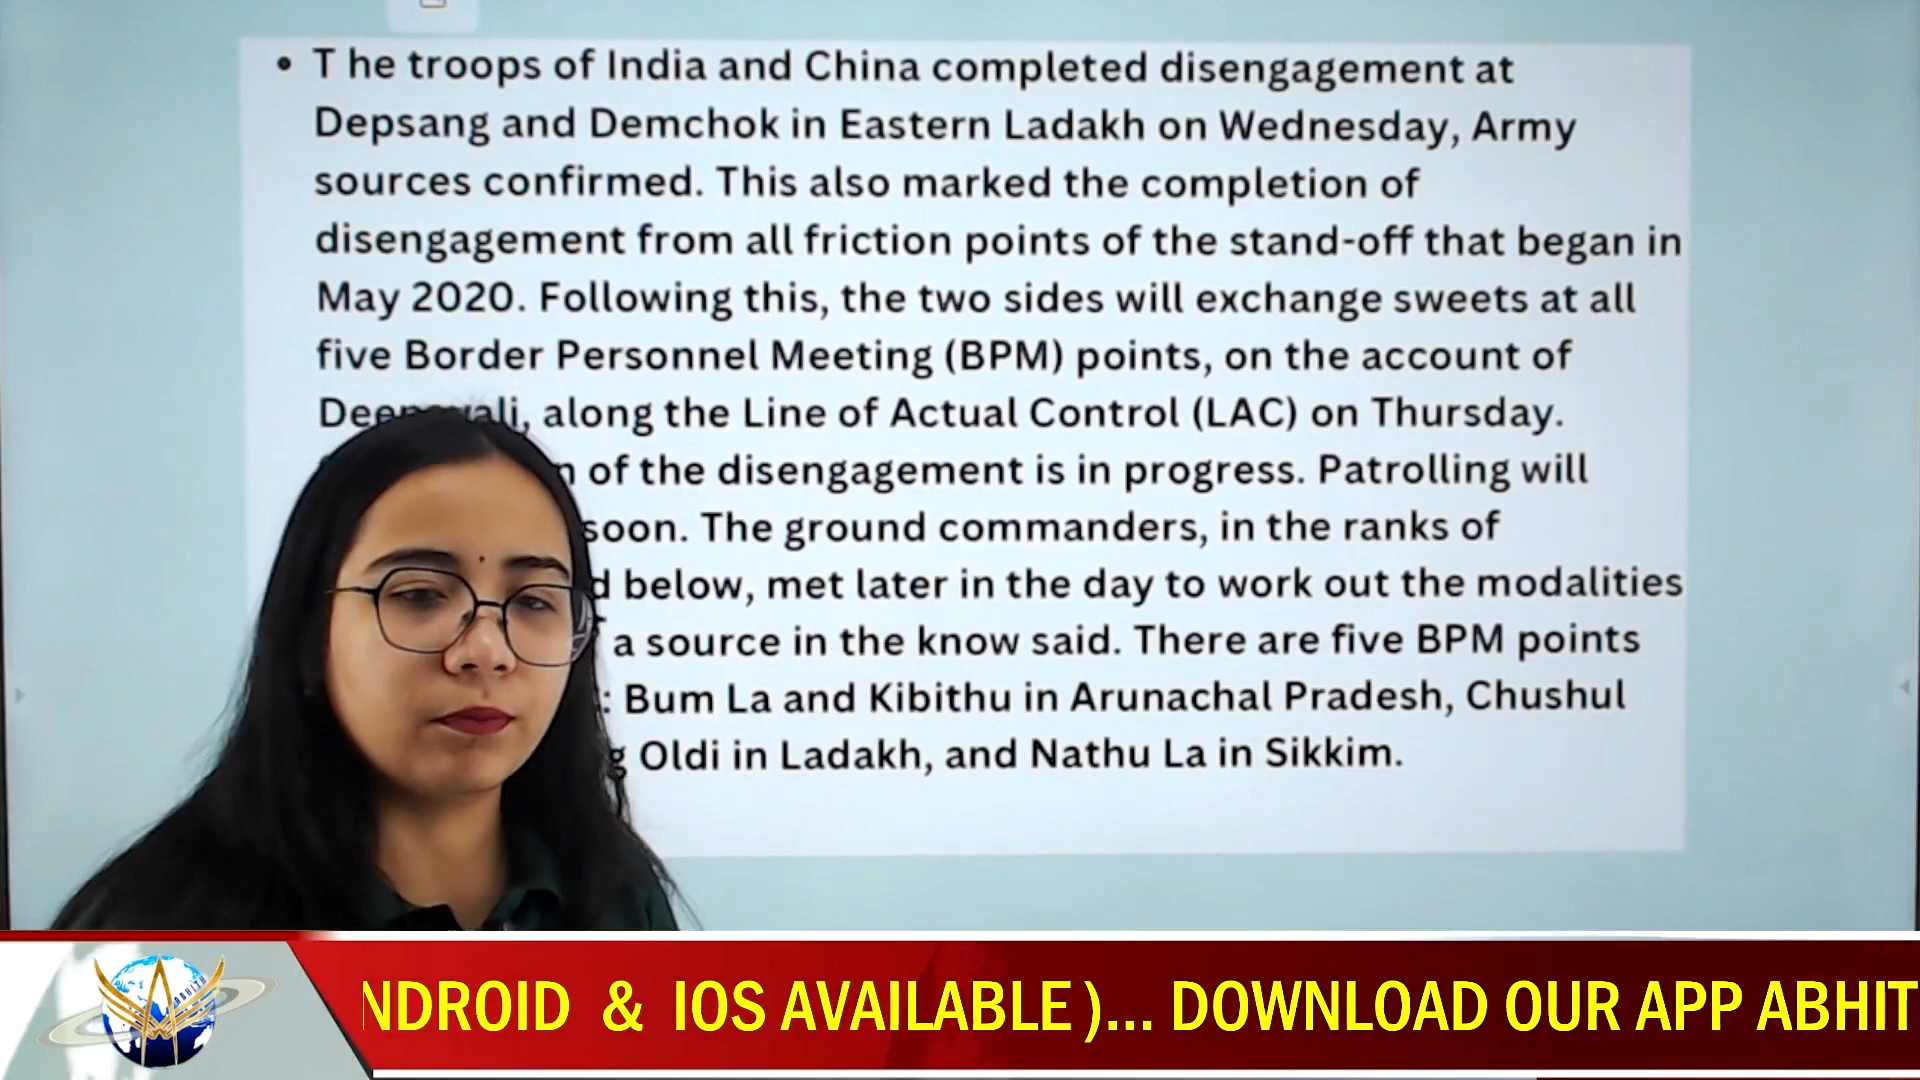 • T he troops of India and China completed disengagement at
Depsang and Demchok in Eastern Ladakh on Wednesday, Army
sources confirmed. This also marked the completion of
disengagement from all friction points of the stand-off that began in
May 2020. Following this, the two sides will exchange sweets at all
five Border Personnel Meeting (BPM) points, on the account of
along the Line of Actual Control (LAC) on Thursday.
of the disengagement is in progress. Patrolling will
soon. The ground commanders, in the ranks of
below, met later in the day to work out the modalities
a source in the know said. There are five BPM points
: Bum La and Kibithu in Arunachal Pradesh, Chushul
Oldi in Ladakh, and Nathu La in Sikkim.
ABHITH
NDROID & IOS AVAILABLE )... DOWNLOAD OUR APP ABHIT